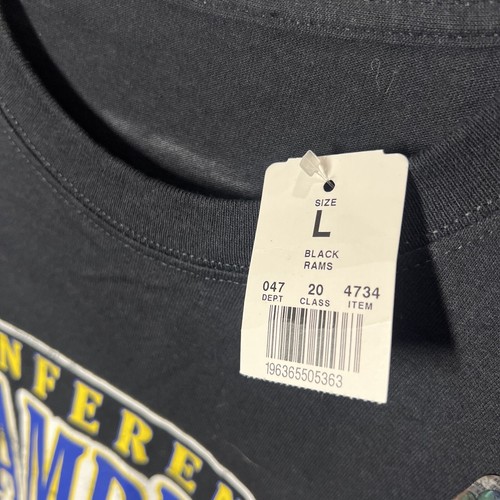 SIZE
L
BLACK
RAMS
047 20 4734
DEPT CLASS ITEM
196365505363